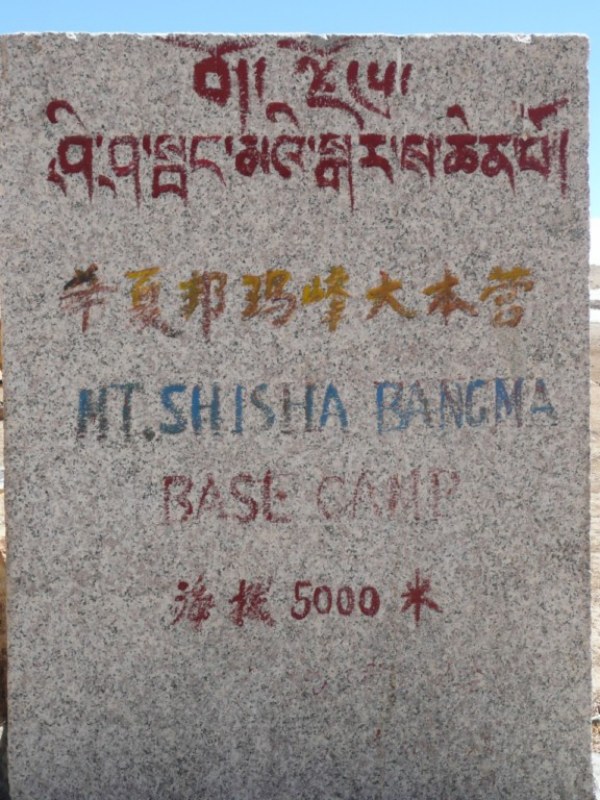 ཤི་ཤ་སྦང་མའི་སྒར་ས་ཆེན་པོ།
希夏邦玛峰大本营
MT. SHISHA BANGMA
BASE CAMP
海拔 5000 米